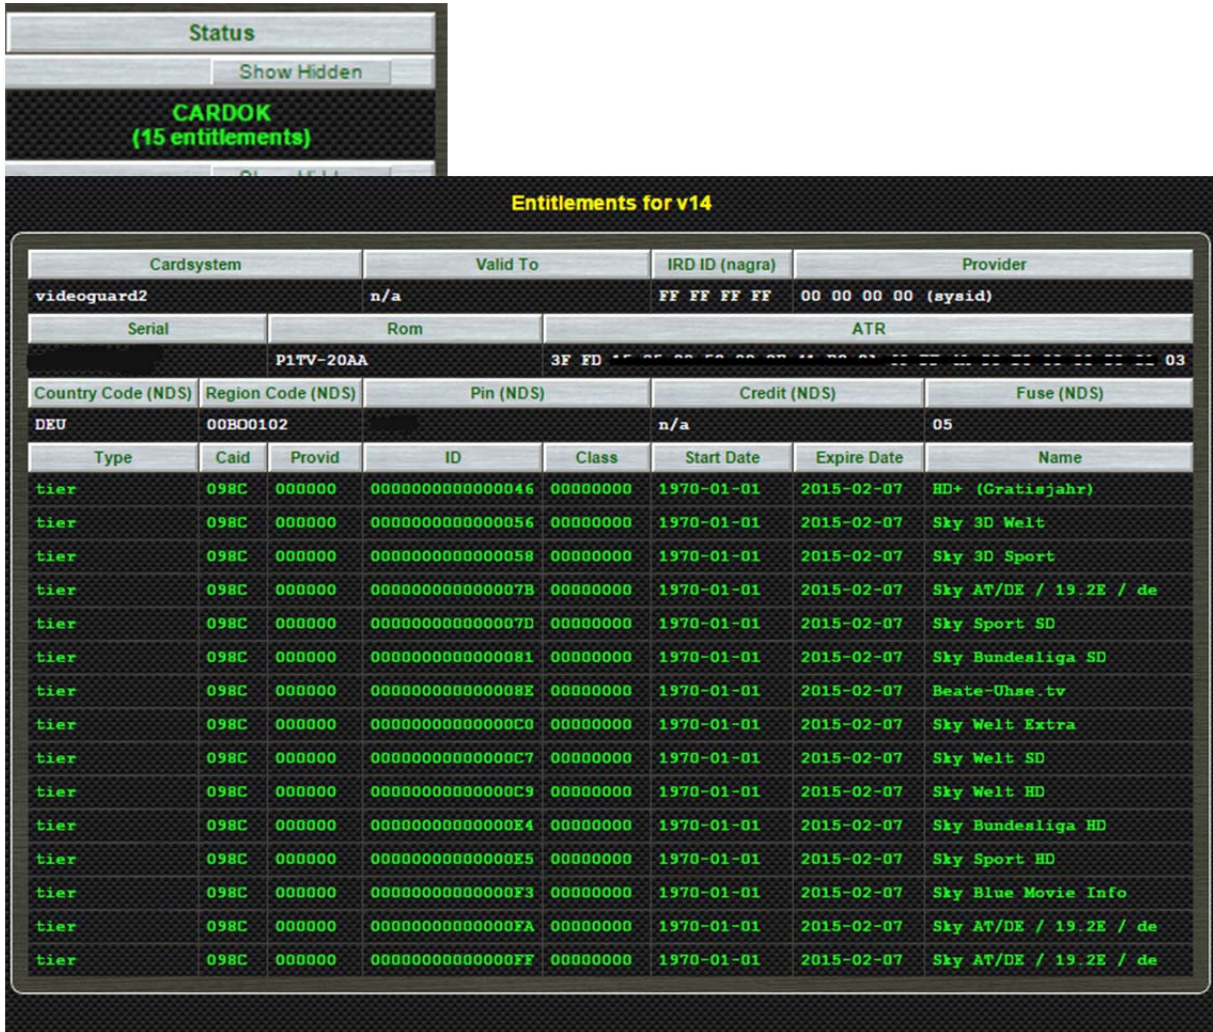 Status
Show Hidden
CARDOK
(15 entitlements)
Entitlements for v14
Cardsystem Valid To IRD ID (nagra) Provider
videoguard2 n/a FF FF FF FF 00 00 00 00 (sysid)
Serial Rom ATR
P1TV-20AA 3F FD 03
Country Code (NDS) Region Code (NDS) Pin (NDS) Credit (NDS) Fuse (NDS)
DEU 00BO0102 n/a 05
Type Caid Provid ID Class Start Date Expire Date Name
tier 098C 000000 0000000000000046 00000000 1970-01-01 2015-02-07 HD+ (Gratisjahr)
tier 098C 000000 0000000000000056 00000000 1970-01-01 2015-02-07 Sky 3D Welt
tier 098C 000000 0000000000000058 00000000 1970-01-01 2015-02-07 Sky 3D Sport
tier 098C 000000 000000000000007B 00000000 1970-01-01 2015-02-07 Sky AT/DE / 19.2E / de
tier 098C 000000 000000000000007D 00000000 1970-01-01 2015-02-07 Sky Sport SD
tier 098C 000000 0000000000000081 00000000 1970-01-01 2015-02-07 Sky Bundesliga SD
tier 098C 000000 000000000000008E 00000000 1970-01-01 2015-02-07 Beate-Uhse.tv
tier 098C 000000 00000000000000C0 00000000 1970-01-01 2015-02-07 Sky Welt Extra
tier 098C 000000 00000000000000C7 00000000 1970-01-01 2015-02-07 Sky Welt SD
tier 098C 000000 00000000000000C9 00000000 1970-01-01 2015-02-07 Sky Welt HD
tier 098C 000000 00000000000000E4 00000000 1970-01-01 2015-02-07 Sky Bundesliga HD
tier 098C 000000 00000000000000E5 00000000 1970-01-01 2015-02-07 Sky Sport HD
tier 098C 000000 00000000000000F3 00000000 1970-01-01 2015-02-07 Sky Blue Movie Info
tier 098C 000000 00000000000000FA 00000000 1970-01-01 2015-02-07 Sky AT/DE / 19.2E / de
tier 098C 000000 00000000000000FF 00000000 1970-01-01 2015-02-07 Sky AT/DE / 19.2E / de